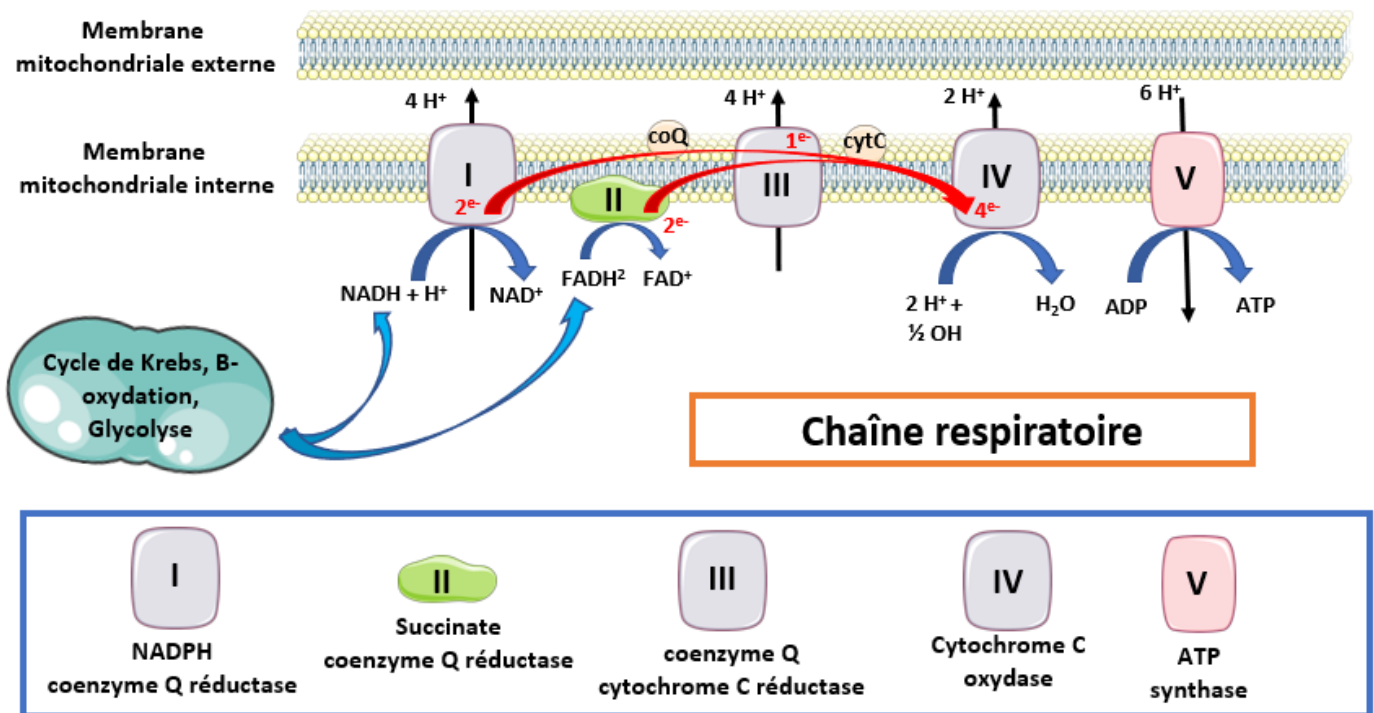 Membrane
mitochondriale externe
4 H⁺
4 H⁺
2 H⁺
6 H⁺
Membrane
mitochondriale interne
coQ
1ᵉ⁻
cytC
I
II
III
IV
V
2ᵉ⁻
2ᵉ⁻
4ᵉ⁻
NADH + H⁺
NAD⁺
FADH²
FAD⁺
2 H⁺ +
½ OH
H₂O
ADP
ATP
Cycle de Krebs, B-
oxydation,
Glycolyse
Chaîne respiratoire
I
NADPH
coenzyme Q réductase
II
Succinate
coenzyme Q réductase
III
coenzyme Q
cytochrome C réductase
IV
Cytochrome C
oxydase
V
ATP
synthase